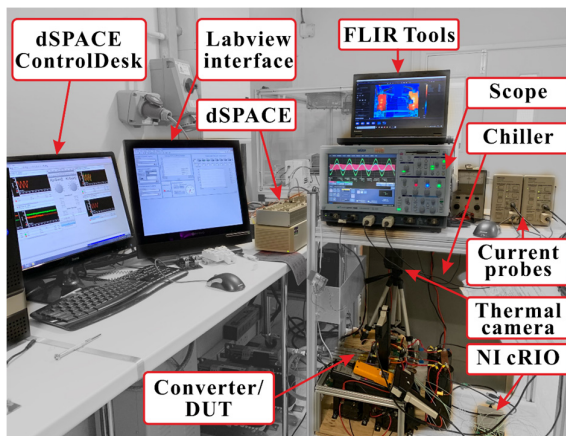 dSPACE
ControlDesk
Labview
interface
FLIR Tools
dSPACE
Scope
Chiller
Current
probes
Thermal
camera
NI cRIO
Converter/
DUT